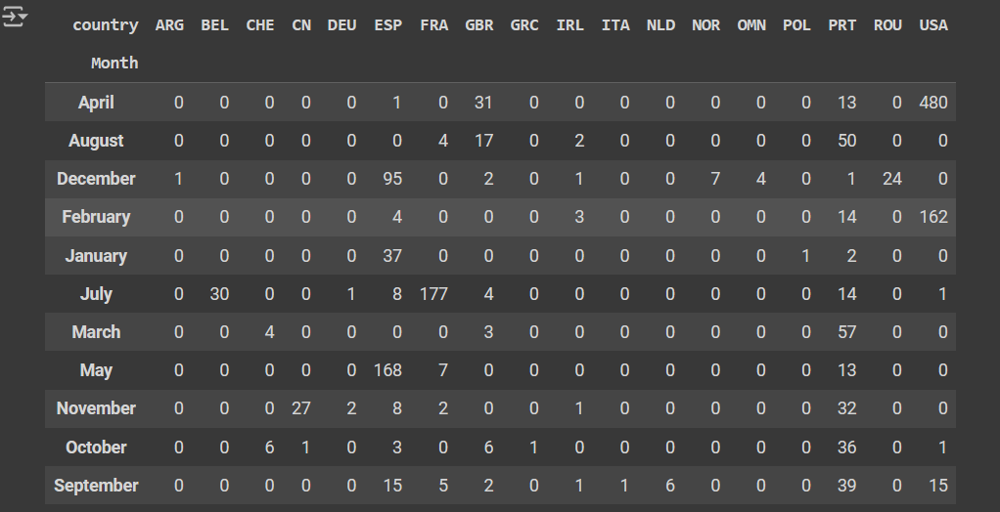 country ARG BEL CHE CN DEU ESP FRA GBR GRC IRL ITA NLD NOR OMN POL PRT ROU USA
Month
April 0 0 0 0 0 1 0 31 0 0 0 0 0 0 0 13 0 480
August 0 0 0 0 0 0 4 17 0 2 0 0 0 0 0 50 0 0
December 1 0 0 0 0 95 0 2 0 1 0 0 7 4 0 1 24 0
February 0 0 0 0 0 4 0 0 0 3 0 0 0 0 0 14 0 162
January 0 0 0 0 0 37 0 0 0 0 0 0 0 0 1 2 0 0
July 0 30 0 0 1 8 177 4 0 0 0 0 0 0 0 14 0 1
March 0 0 4 0 0 0 0 3 0 0 0 0 0 0 0 57 0 0
May 0 0 0 0 0 168 7 0 0 0 0 0 0 0 0 13 0 0
November 0 0 0 27 2 8 2 0 0 1 0 0 0 0 0 32 0 0
October 0 0 6 1 0 3 0 6 1 0 0 0 0 0 0 36 0 1
September 0 0 0 0 0 15 5 2 0 1 1 6 0 0 0 39 0 15